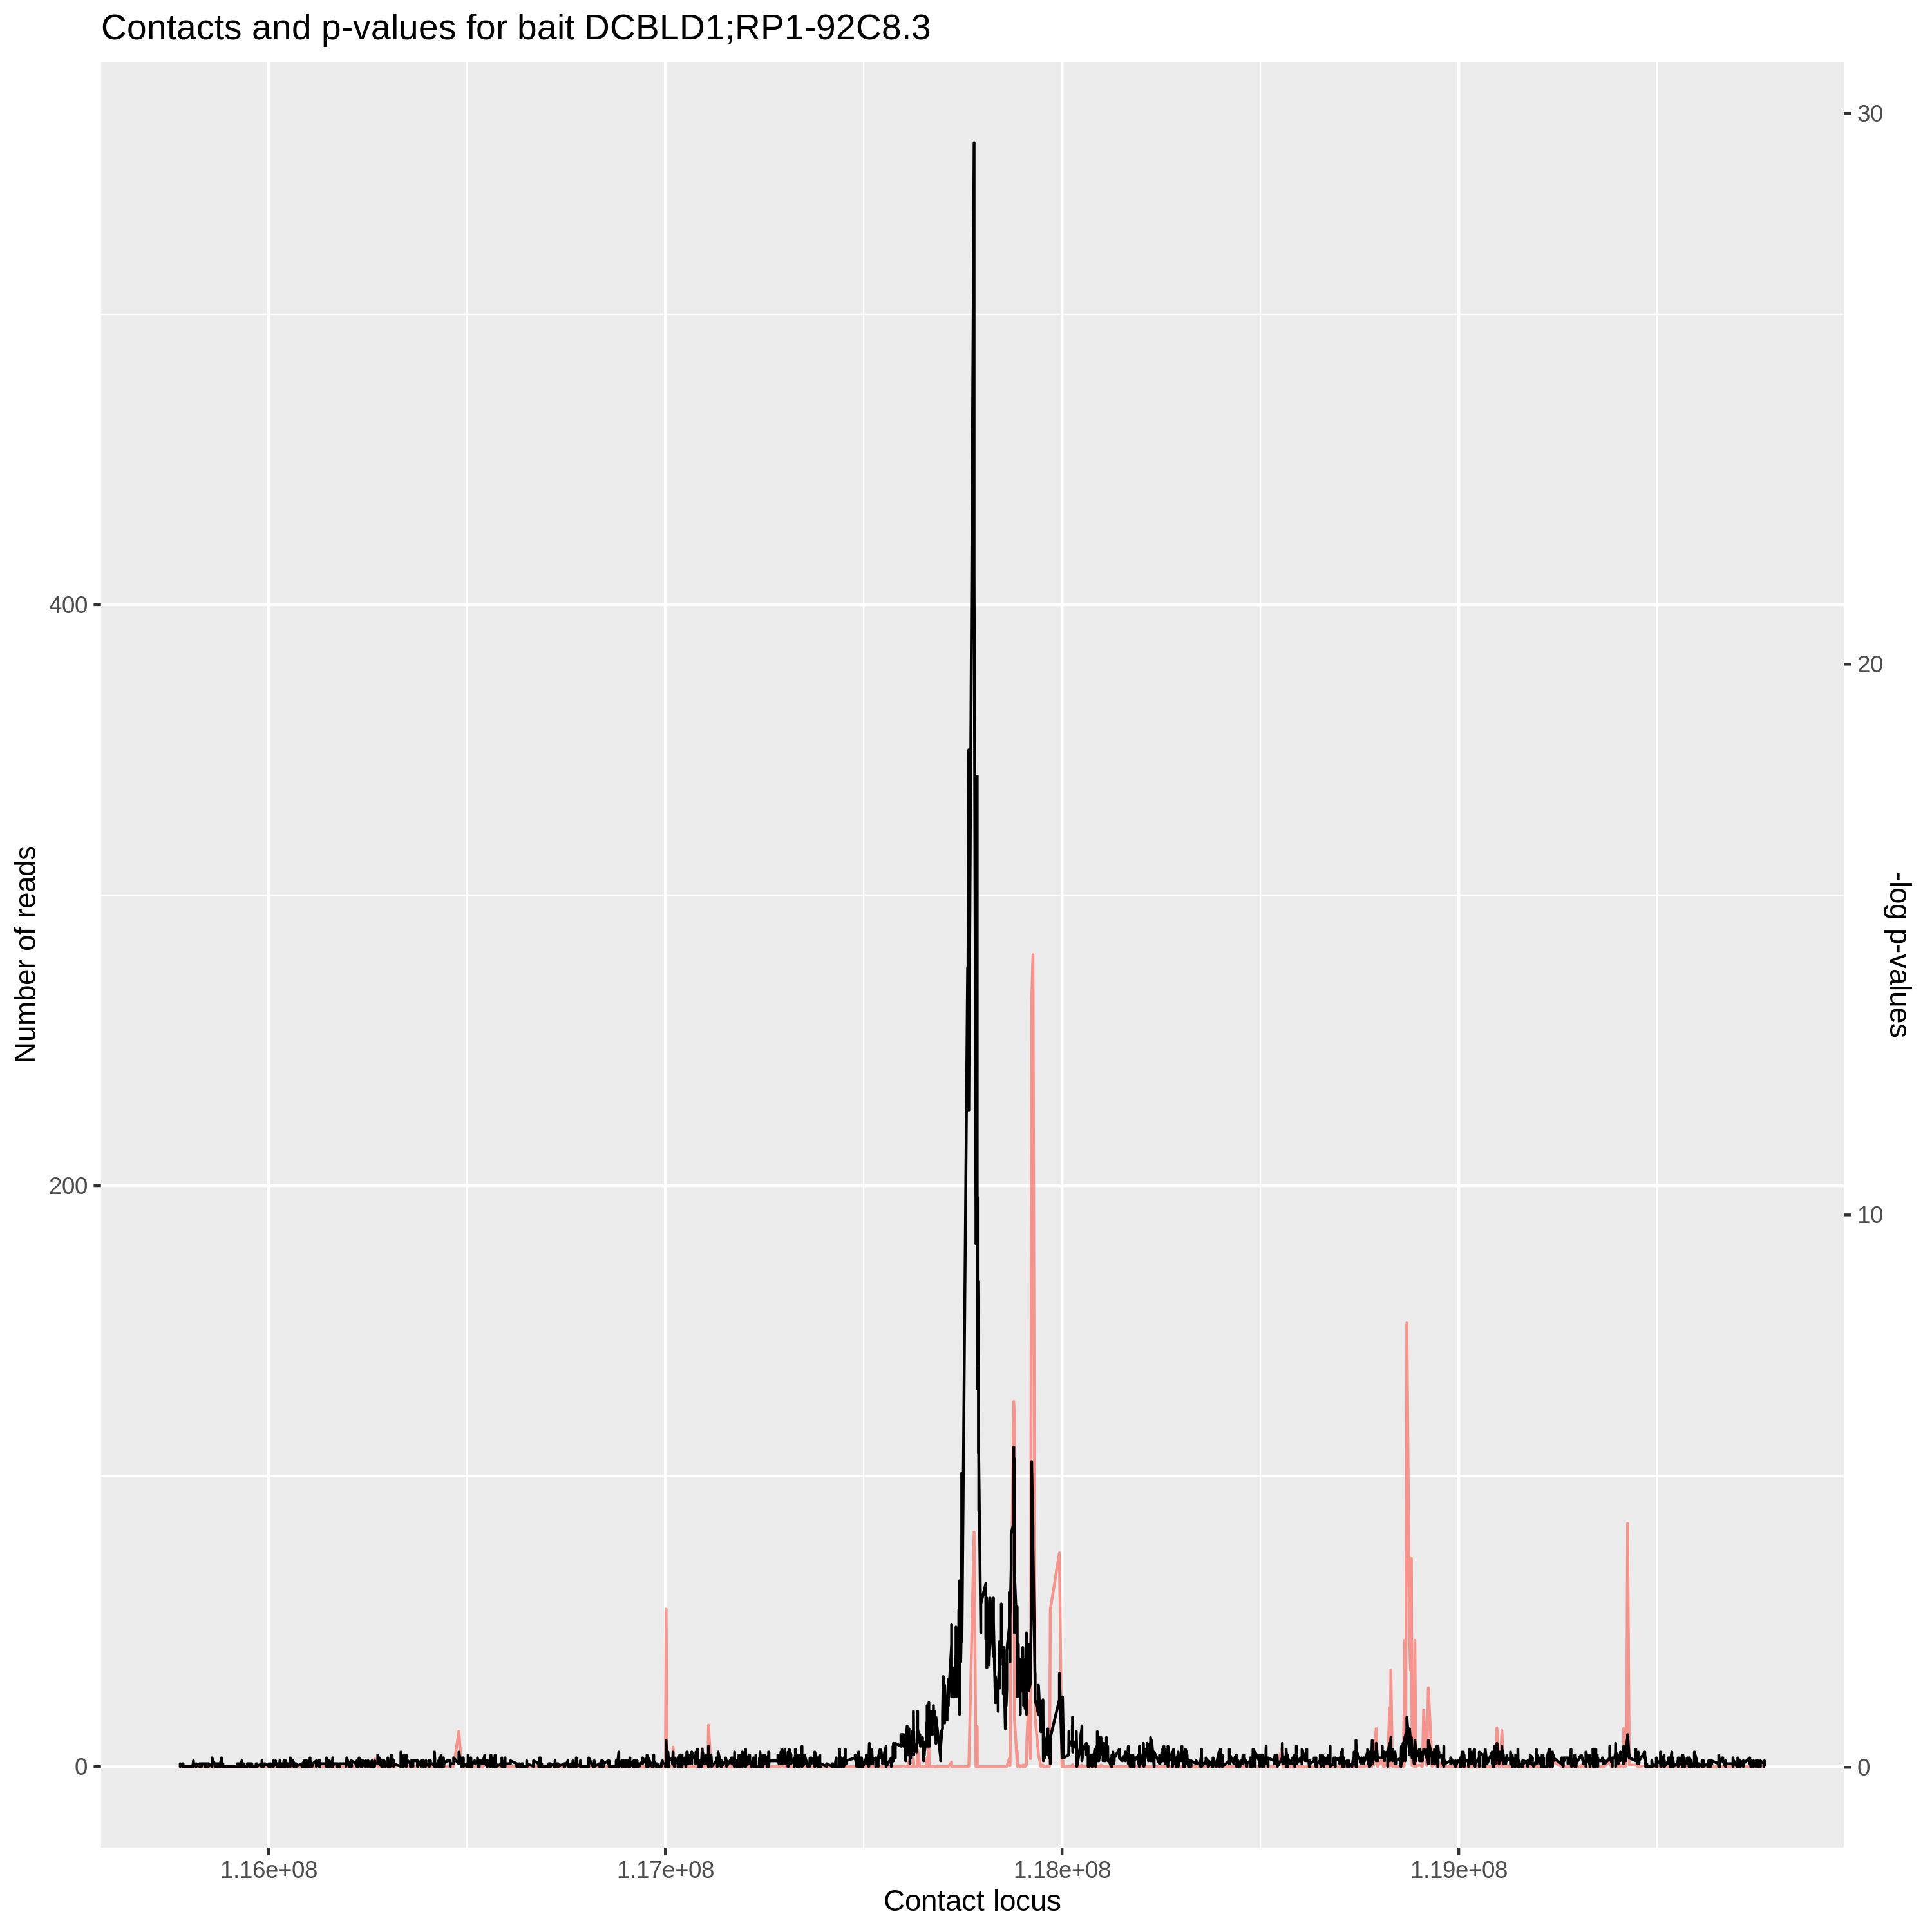 Contacts and p-values for bait DCBLD1;RP1-92C8.3
Number of reads
400
200
0
30
20
10
0
-log p-values
1.16e+08
1.17e+08
1.18e+08
1.19e+08
Contact locus